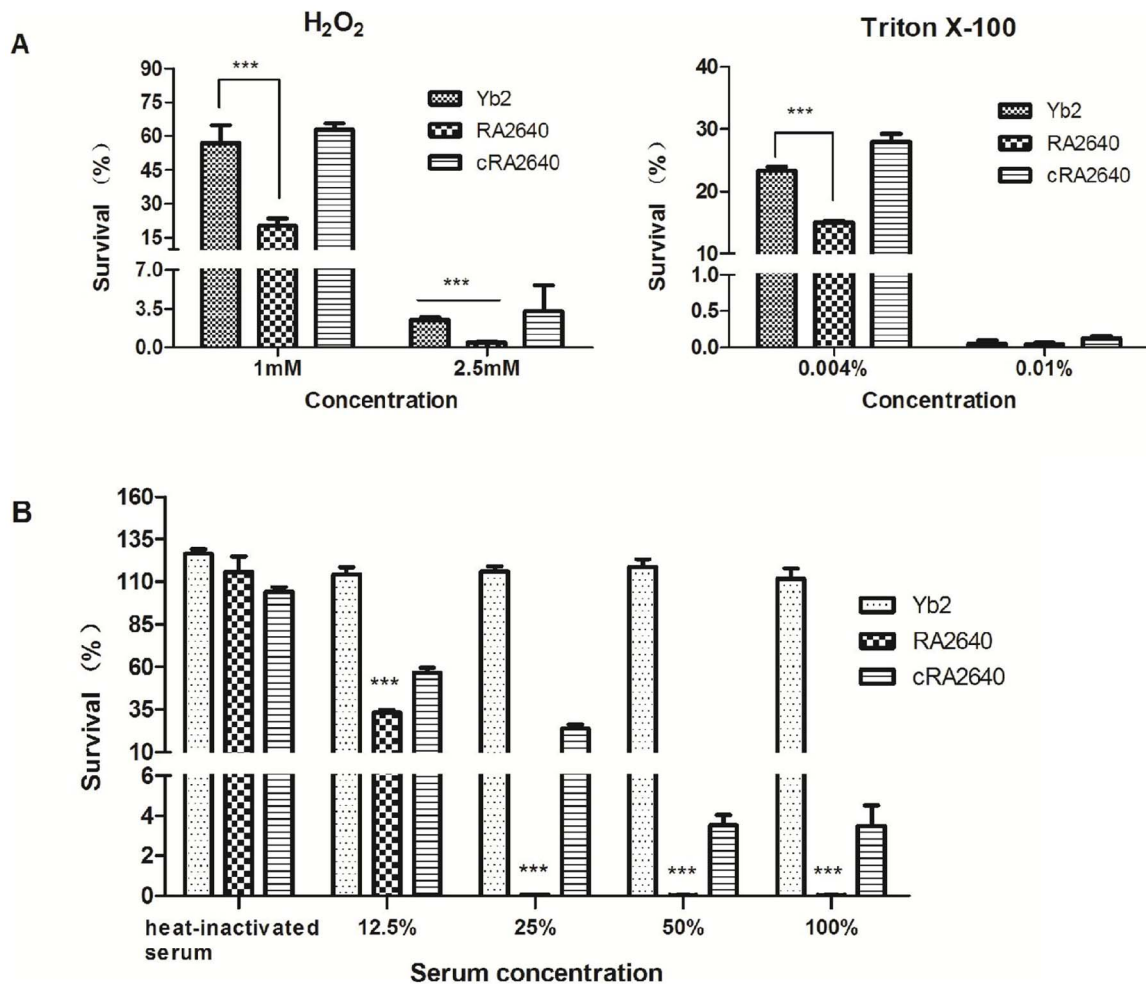 A
H₂O₂
Survival (%)
90
75
60
45
30
15
7.0
3.5
0.0
***
***
Yb2
RA2640
cRA2640
1mM
2.5mM
Concentration
Triton X-100
Survival (%)
40
30
20
10
1.0
0.5
0.0
***
Yb2
RA2640
cRA2640
0.004%
0.01%
Concentration
B
Survival (%)
160
135
110
85
60
35
10
6
4
2
0
***
***
***
***
Yb2
RA2640
cRA2640
heat-inactivated
serum
12.5%
25%
50%
100%
Serum concentration